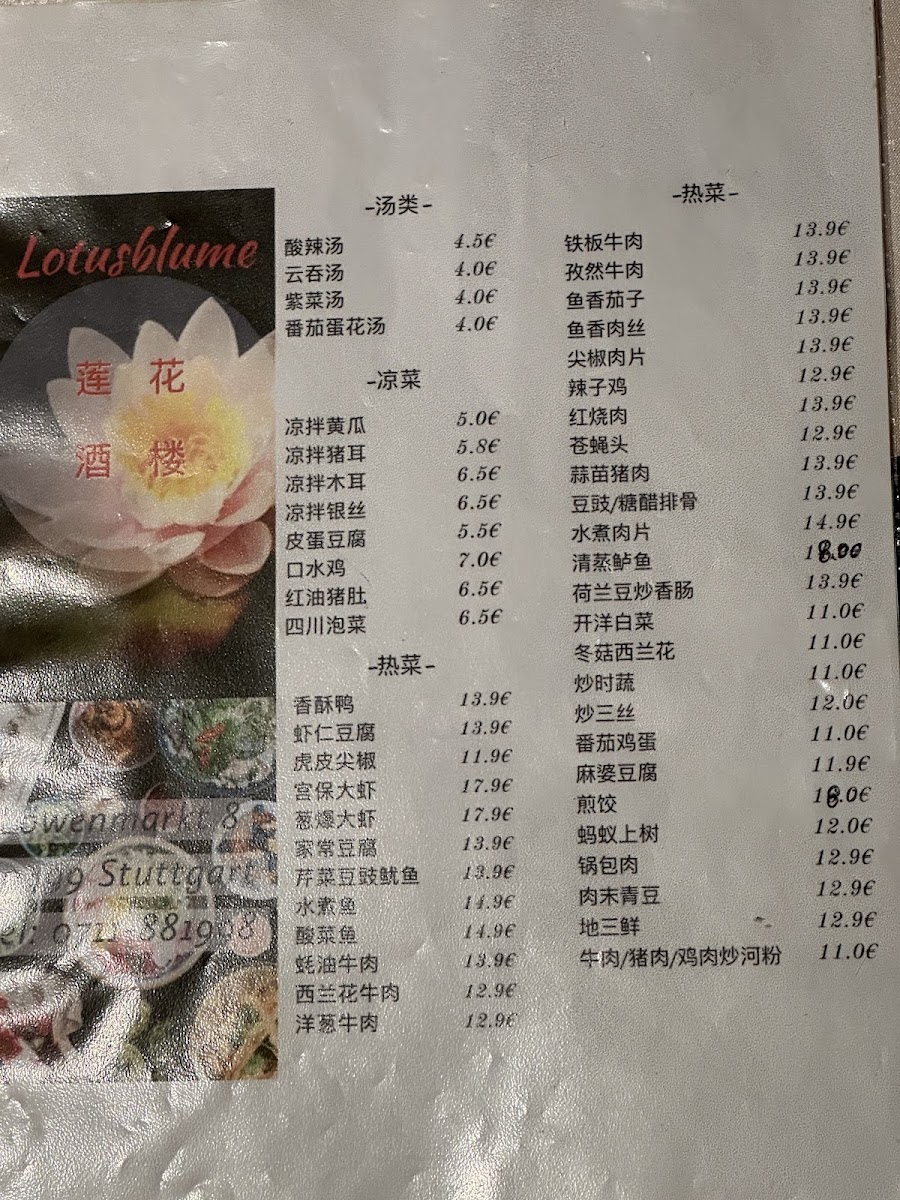 Lotusblume
莲 花
酒 楼
wenmarkt 8
Stuttgart
-汤类-
酸辣汤 4.5€
云吞汤 4.0€
紫菜汤 4.0€
番茄蛋花汤 4.0€
-凉菜
凉拌黄瓜 5.0€
凉拌猪耳 5.8€
凉拌木耳 6.5€
凉拌银丝 6.5€
皮蛋豆腐 5.5€
口水鸡 7.0€
红油猪肚 6.5€
四川泡菜 6.5€
-热菜-
香酥鸭 13.9€
虾仁豆腐 13.9€
虎皮尖椒 11.9€
宫保大虾 17.9€
葱爆大虾 17.9€
家常豆腐 13.9€
芹菜豆豉鱿鱼 13.9€
水煮鱼 14.9€
酸菜鱼 14.9€
蚝油牛肉 13.9€
西兰花牛肉 12.9€
洋葱牛肉 12.9€
-热菜-
铁板牛肉 13.9€
孜然牛肉 13.9€
鱼香茄子 13.9€
鱼香肉丝 13.9€
尖椒肉片 13.9€
辣子鸡 12.9€
红烧肉 13.9€
苍蝇头 12.9€
蒜苗猪肉 13.9€
豆豉/糖醋排骨 13.9€
水煮肉片 14.9€
清蒸鲈鱼 18.00
荷兰豆炒香肠 13.9€
开洋白菜 11.0€
冬菇西兰花 11.0€
炒时蔬 11.0€
炒三丝 12.0€
番茄鸡蛋 11.0€
麻婆豆腐 11.9€
煎饺
蚂蚁上树 12.0€
锅包肉 12.9€
肉末青豆 12.9€
地三鲜 12.9€
牛肉/猪肉/鸡肉炒河粉 11.0€